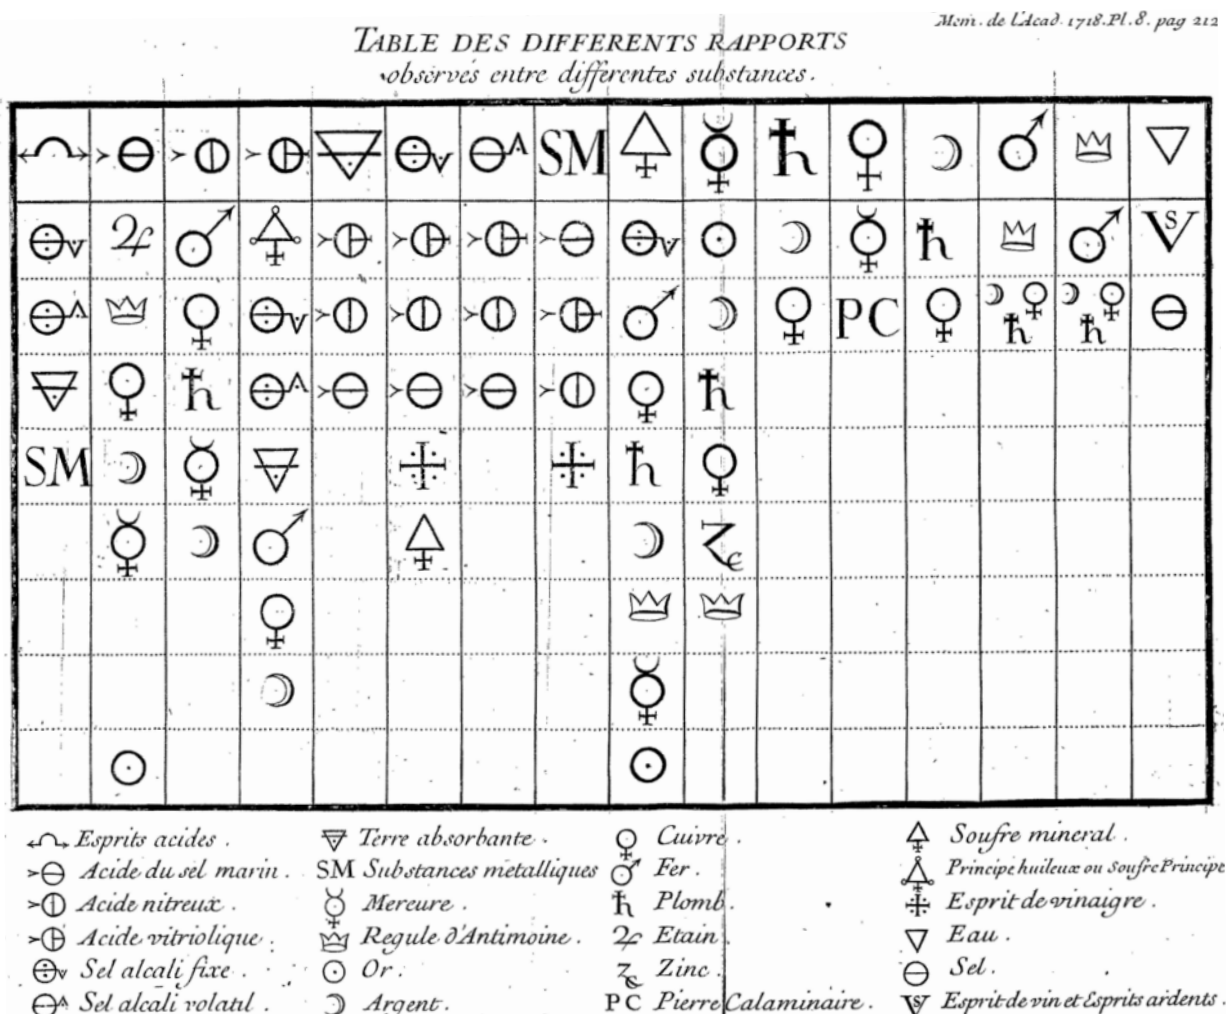 Mem. de l'Acad. 1718. Pl. 8. pag 212
TABLE DES DIFFERENTS RAPPORTS
observés entre differentes substances.
SM
PC
SM
Esprits acides.
Acide du sel marin.
Acide nitreux.
Acide vitriolique.
Sel alcali fixe.
Sel alcali volatil.
Terre absorbante.
SM Substances metalliques
Mercure.
Regule d'Antimoine.
Or.
Argent.
Cuivre.
Fer.
Plomb.
Etain.
Zinc.
PC Pierre Calaminaire.
Soufre mineral.
Principe huileux ou Soufre Principe
Esprit de vinaigre.
Eau.
Sel.
Esprit de vin et Esprits ardents.